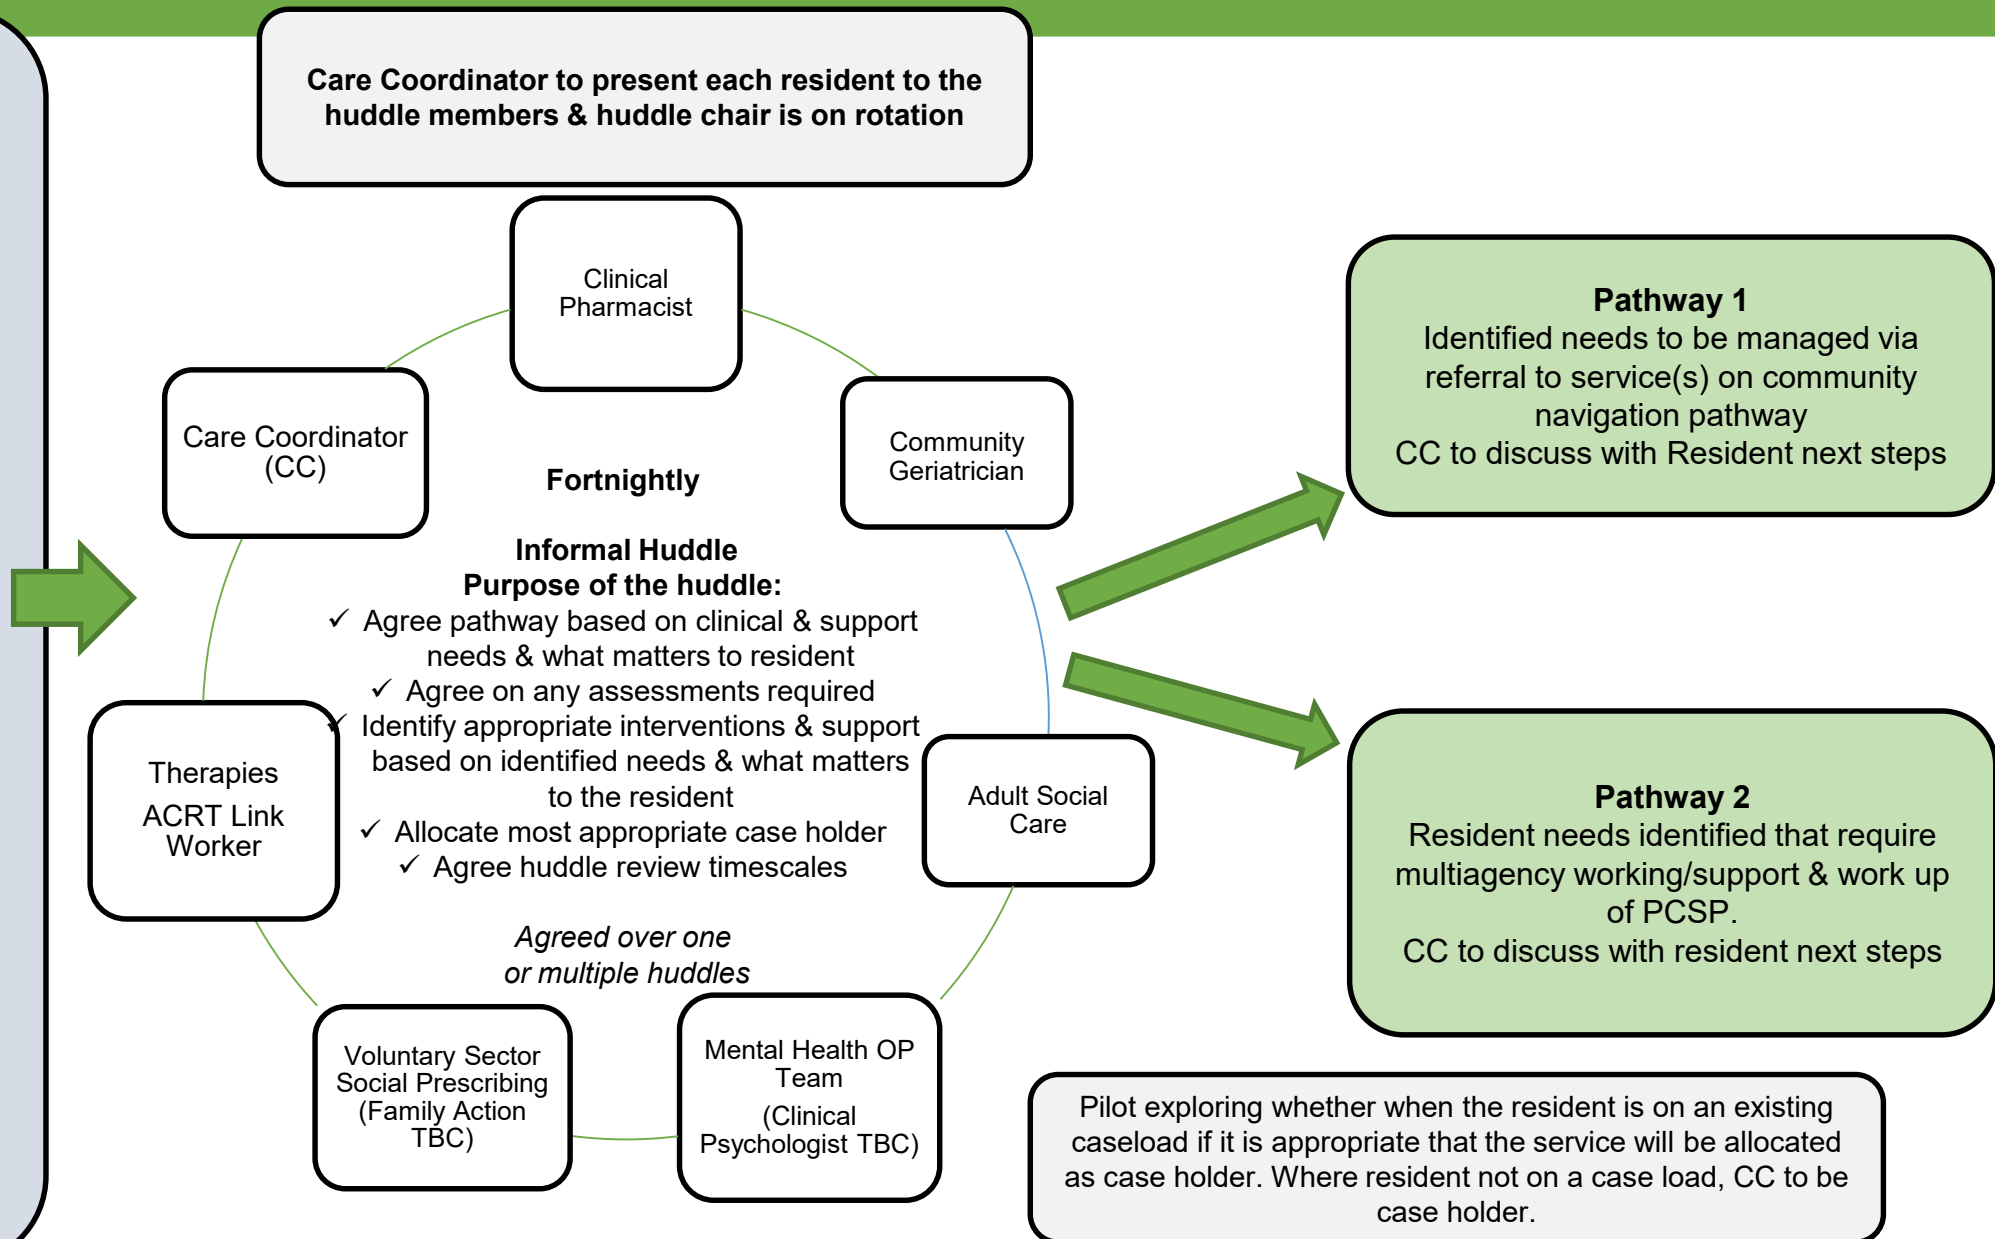 Care Coordinator to present each resident to the
huddle members & huddle chair is on rotation
Clinical
Pharmacist
Care Coordinator
(CC)
Community
Geriatrician
Fortnightly
Informal Huddle
Purpose of the huddle:
✓ Agree pathway based on clinical & support
needs & what matters to resident
✓ Agree on any assessments required
✓ Identify appropriate interventions & support
based on identified needs & what matters
to the resident
✓ Allocate most appropriate case holder
✓ Agree huddle review timescales
Agreed over one
or multiple huddles
Therapies
ACRT Link
Worker
Adult Social
Care
Voluntary Sector
Social Prescribing
(Family Action
TBC)
Mental Health OP
Team
(Clinical
Psychologist TBC)
Pathway 1
Identified needs to be managed via
referral to service(s) on community
navigation pathway
CC to discuss with Resident next steps
Pathway 2
Resident needs identified that require
multiagency working/support & work up
of PCSP.
CC to discuss with resident next steps
Pilot exploring whether when the resident is on an existing
caseload if it is appropriate that the service will be allocated
as case holder. Where resident not on a case load, CC to be
case holder.